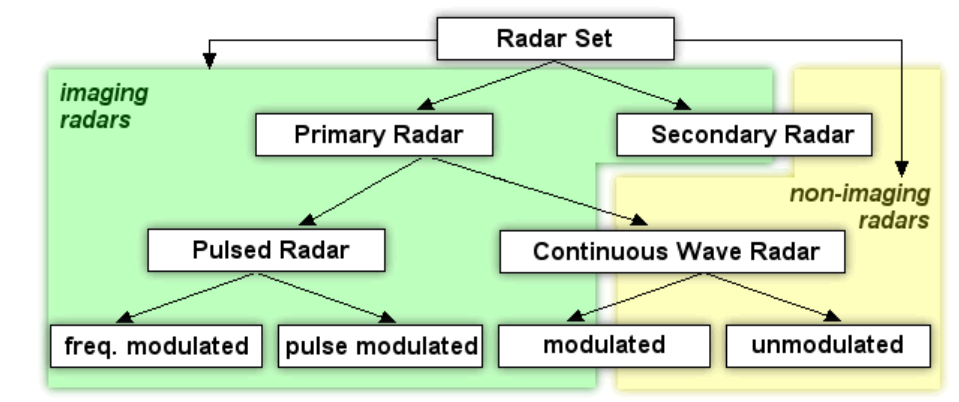 Radar Set
imaging
radars
Primary Radar
Secondary Radar
non-imaging
radars
Pulsed Radar
Continuous Wave Radar
freq. modulated
pulse modulated
modulated
unmodulated